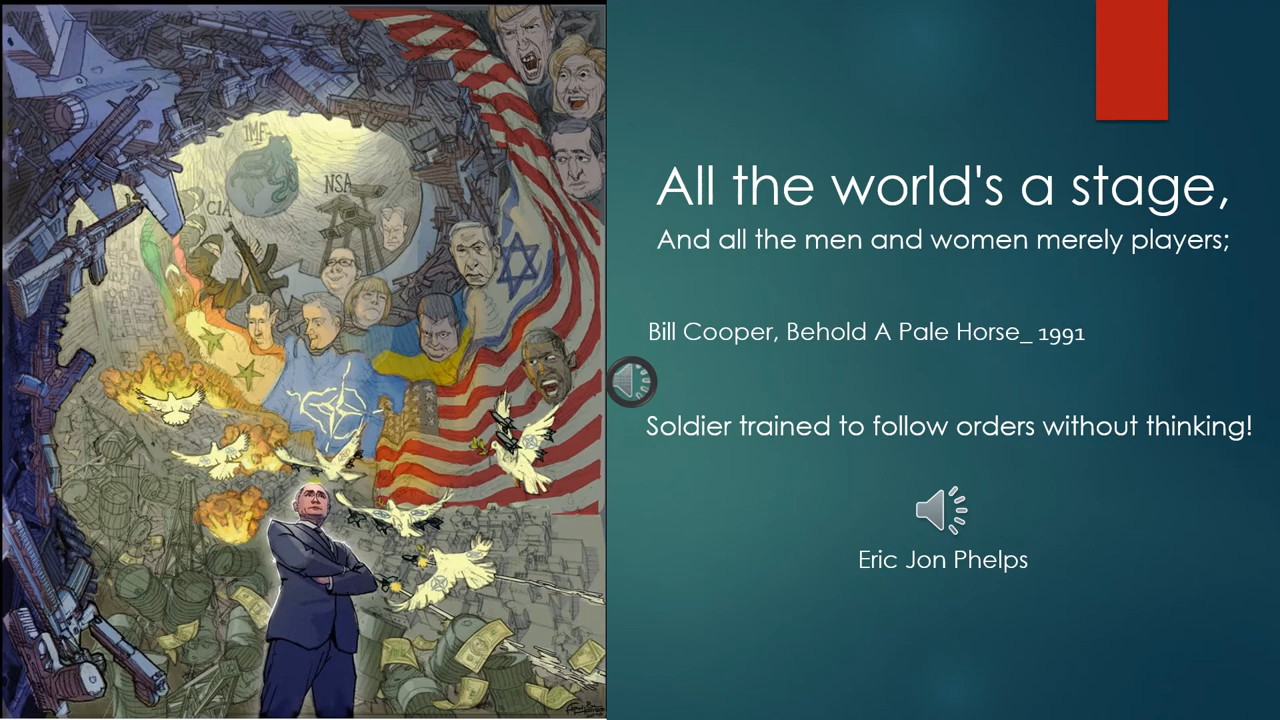 IMF
NSA
CIA
All the world's a stage,
And all the men and women merely players;
Bill Cooper, Behold A Pale Horse_ 1991
Soldier trained to follow orders without thinking!
Eric Jon Phelps